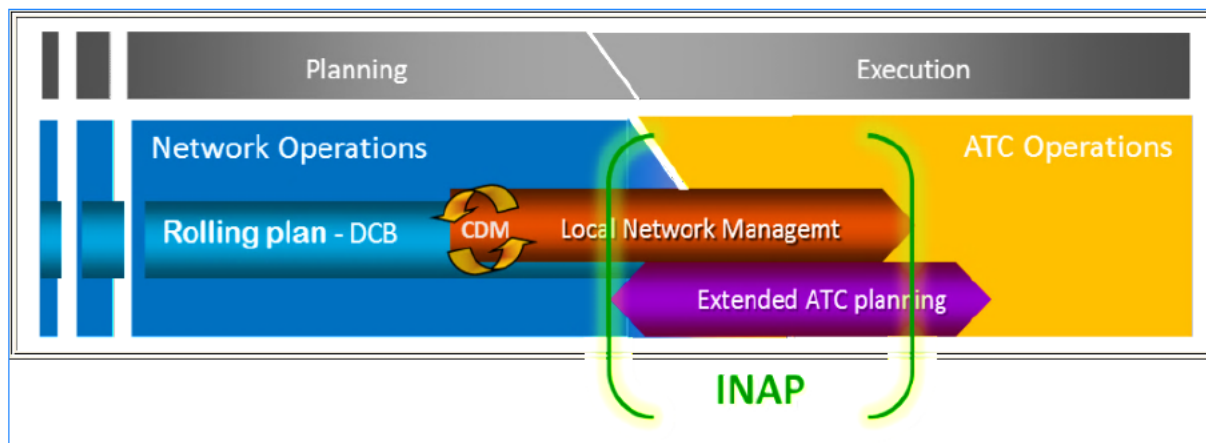 Planning
Execution
Network Operations
ATC Operations
Rolling plan - DCB
CDM
Local Network Managemt
Extended ATC planning
INAP